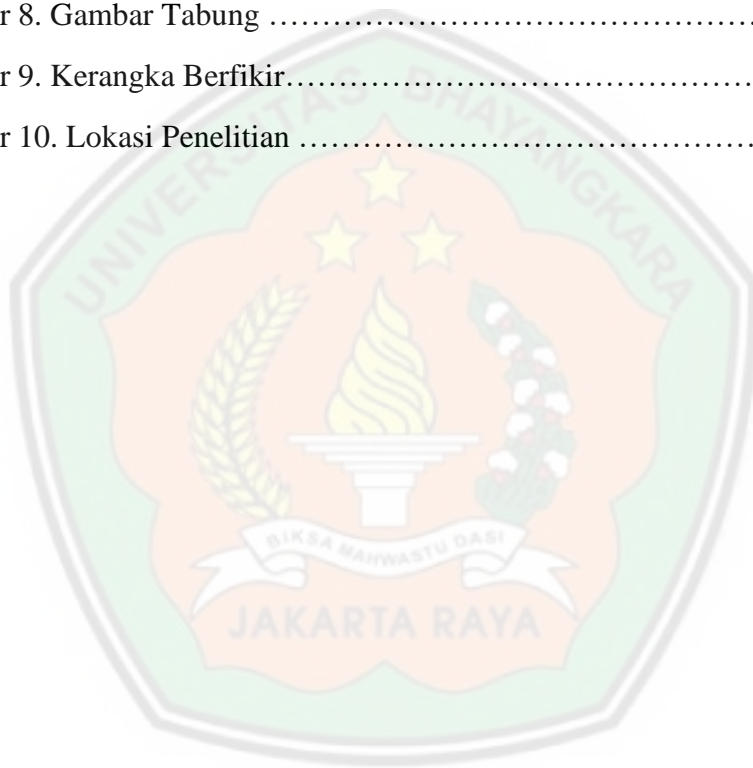 r 8. Gambar Tabung ……………………………………
r 9. Kerangka Berfikir……………………………………
r 10. Lokasi Penelitian ……………………………………
UNIVERSITAS BHAYANGKARA
BIKSA MAHWASTU DASI
JAKARTA RAYA